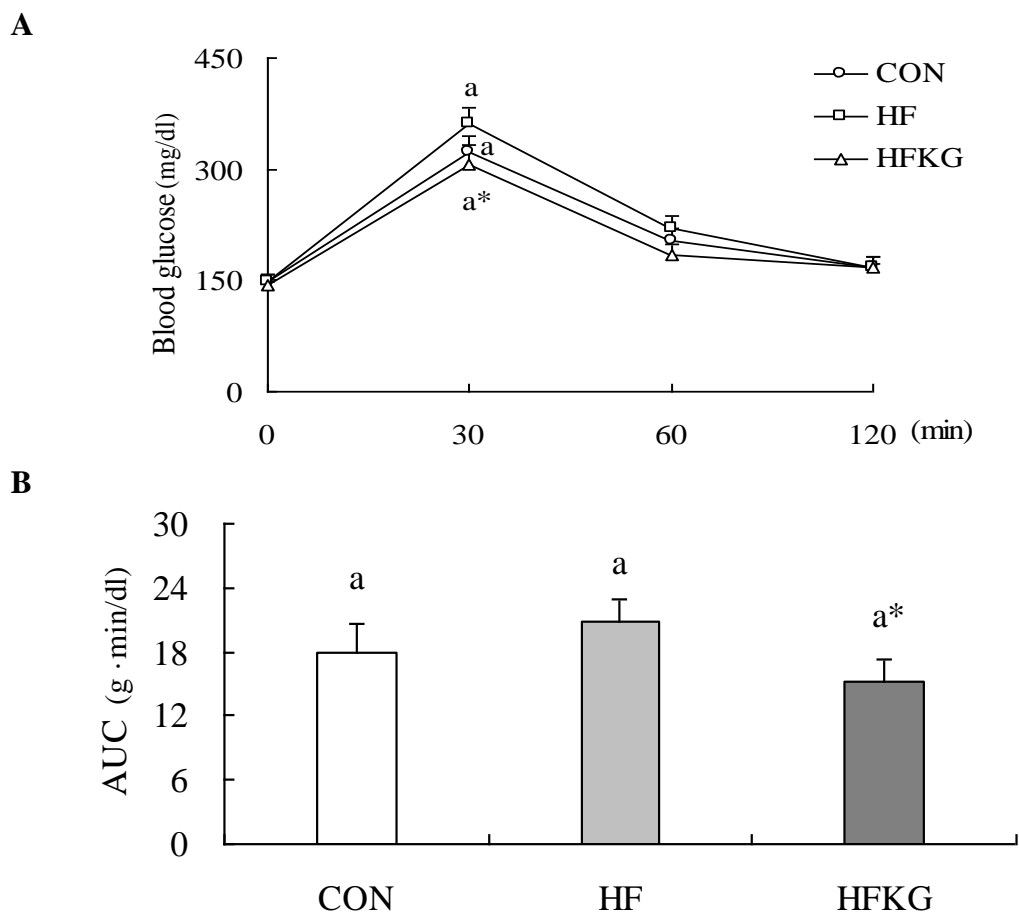 A
450
300
150
0
Blood glucose (mg/dl)
a
a
a*
CON
HF
HFKG
0 30 60 120 (min)
B
30
24
18
12
6
0
AUC (g ·min/dl)
a
a
a*
CON HF HFKG